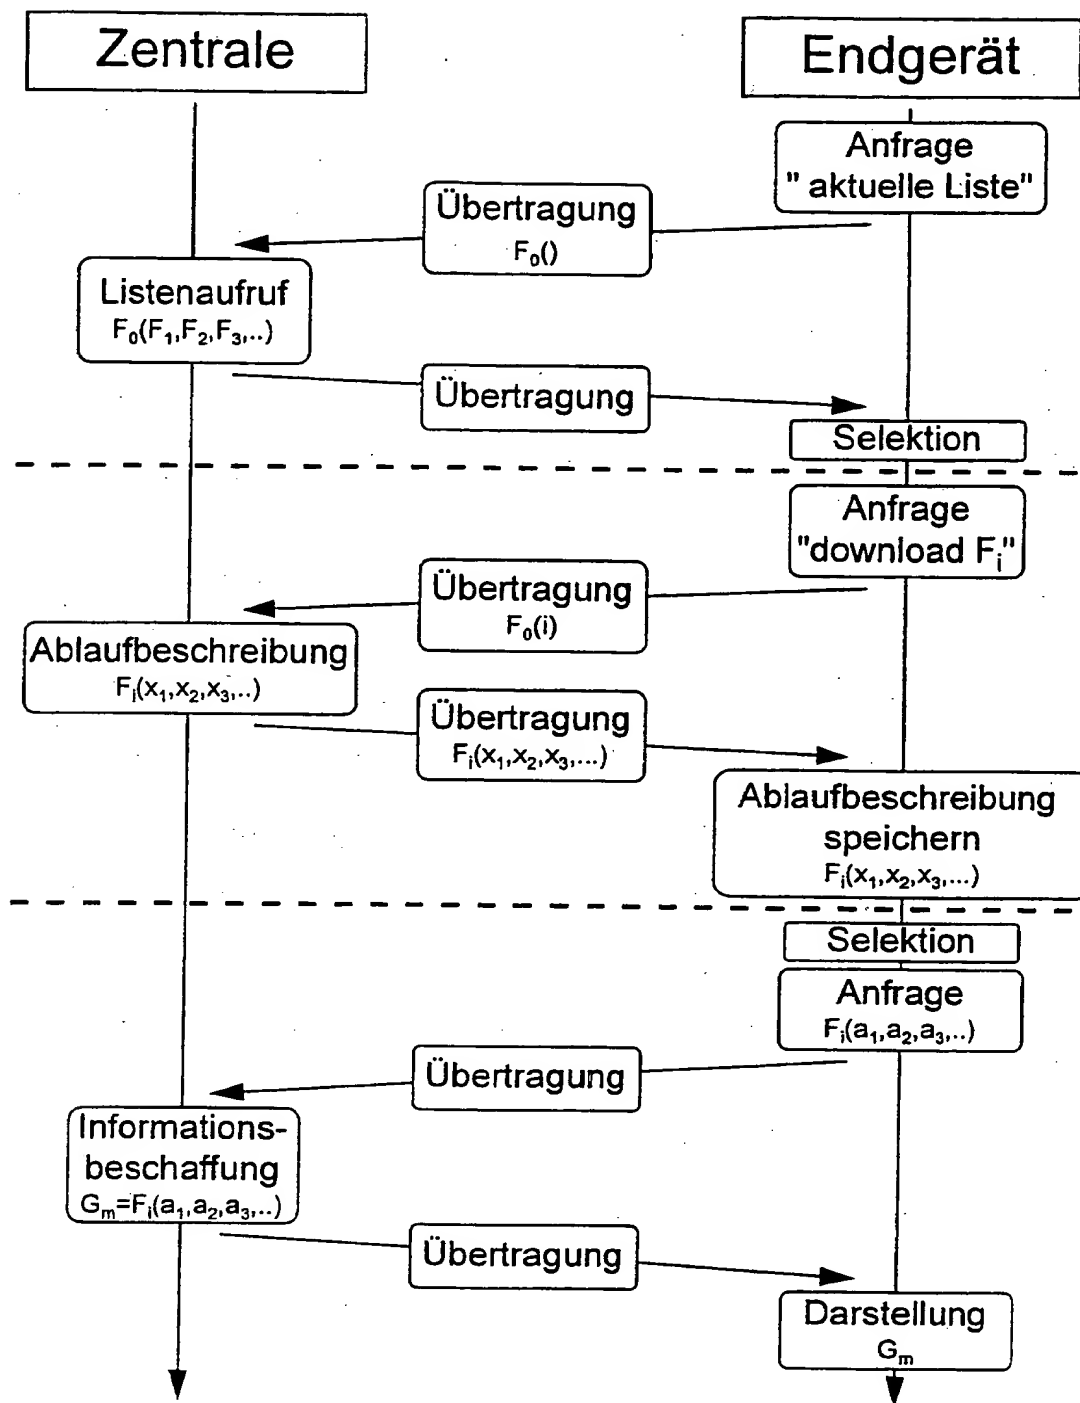 Zentrale
Endgerät
Anfrage
" aktuelle Liste"
Übertragung
F₀()
Listenaufruf
F₀(F₁,F₂,F₃,..)
Übertragung
Selektion
Anfrage
"download Fᵢ"
Übertragung
F₀(i)
Ablaufbeschreibung
Fᵢ(x₁,x₂,x₃,..)
Übertragung
Fᵢ(x₁,x₂,x₃,...)
Ablaufbeschreibung
speichern
Fᵢ(x₁,x₂,x₃,...)
Selektion
Anfrage
Fᵢ(a₁,a₂,a₃,..)
Übertragung
Informations-
beschaffung
Gₘ=Fᵢ(a₁,a₂,a₃,..)
Übertragung
Darstellung
Gₘ